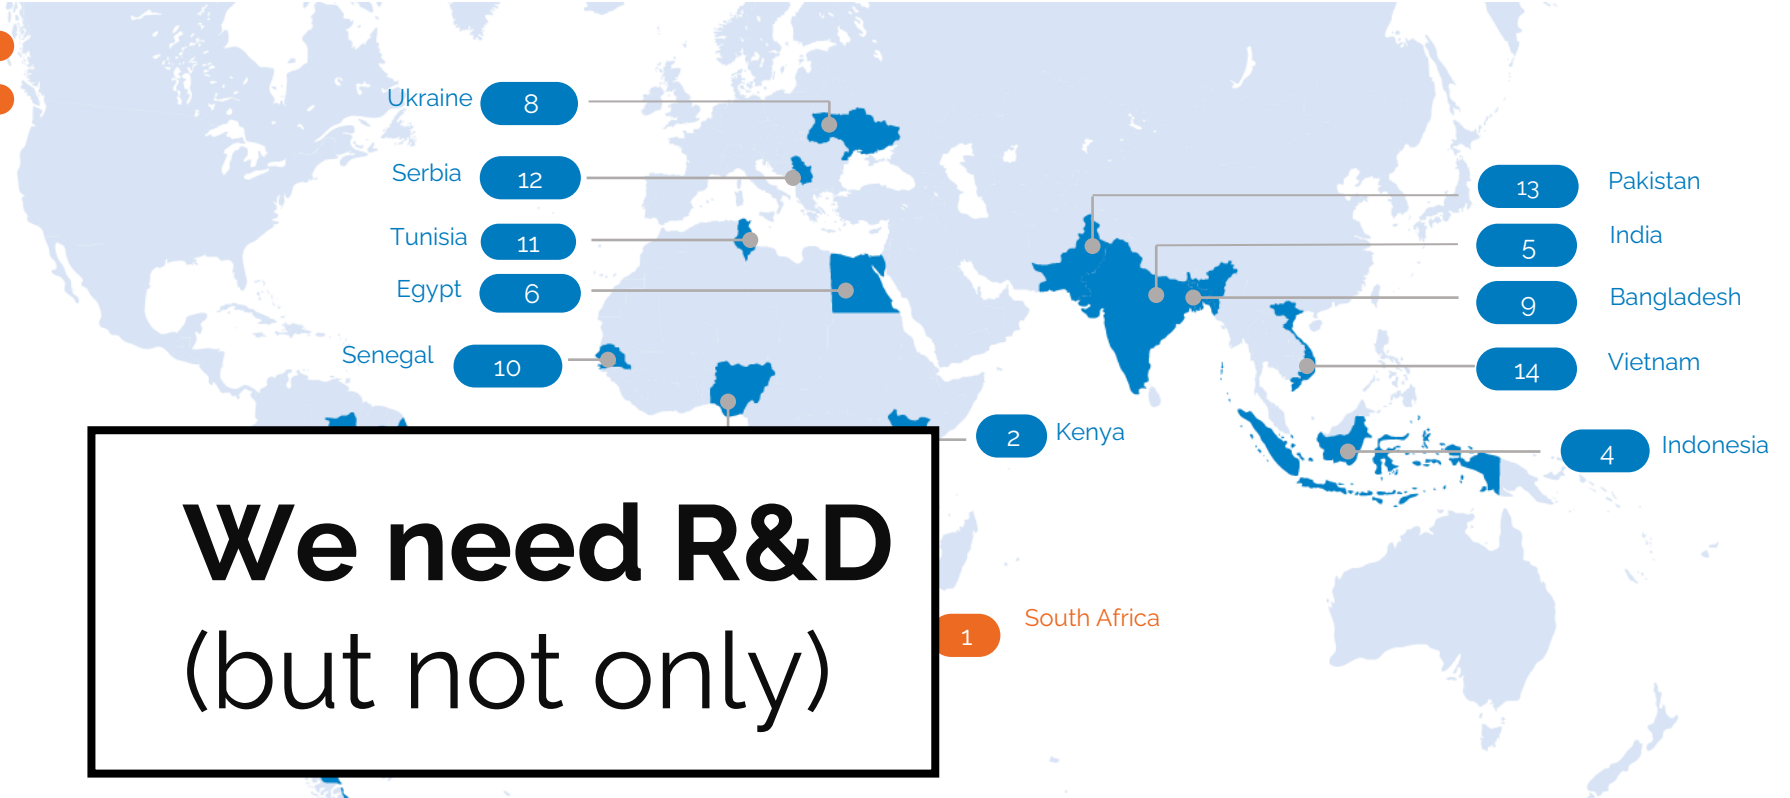 Ukraine 8
Serbia 12
Tunisia 11
Egypt 6
Senegal 10
13 Pakistan
5 India
9 Bangladesh
14 Vietnam
2 Kenya
4 Indonesia
We need R&D
(but not only)
1 South Africa